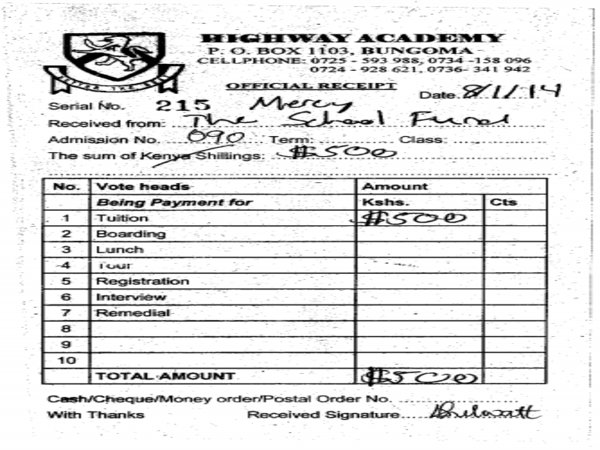 HIGHWAY ACADEMY
P. O. BOX 1103, BUNGOMA
CELLPHONE: 0725 - 593 988, 0734 -158 096
0724 - 928 621, 0736- 341 942
OFFICIAL RECEIPT
Date. 8/1/14
Serial No. 215 Mercy
Received from: The School Fund
Admission No. 090 Term: Class:
The sum of Kenya Shillings: $500
No. Vote heads Amount
Being Payment for Kshs. Cts
1 Tuition $500
2 Boarding
3 Lunch
4 Tour
5 Registration
6 Interview
7 Remedial
8
9
10
TOTAL AMOUNT $500
Cash/Cheque/Money order/Postal Order No.
With Thanks Received Signature